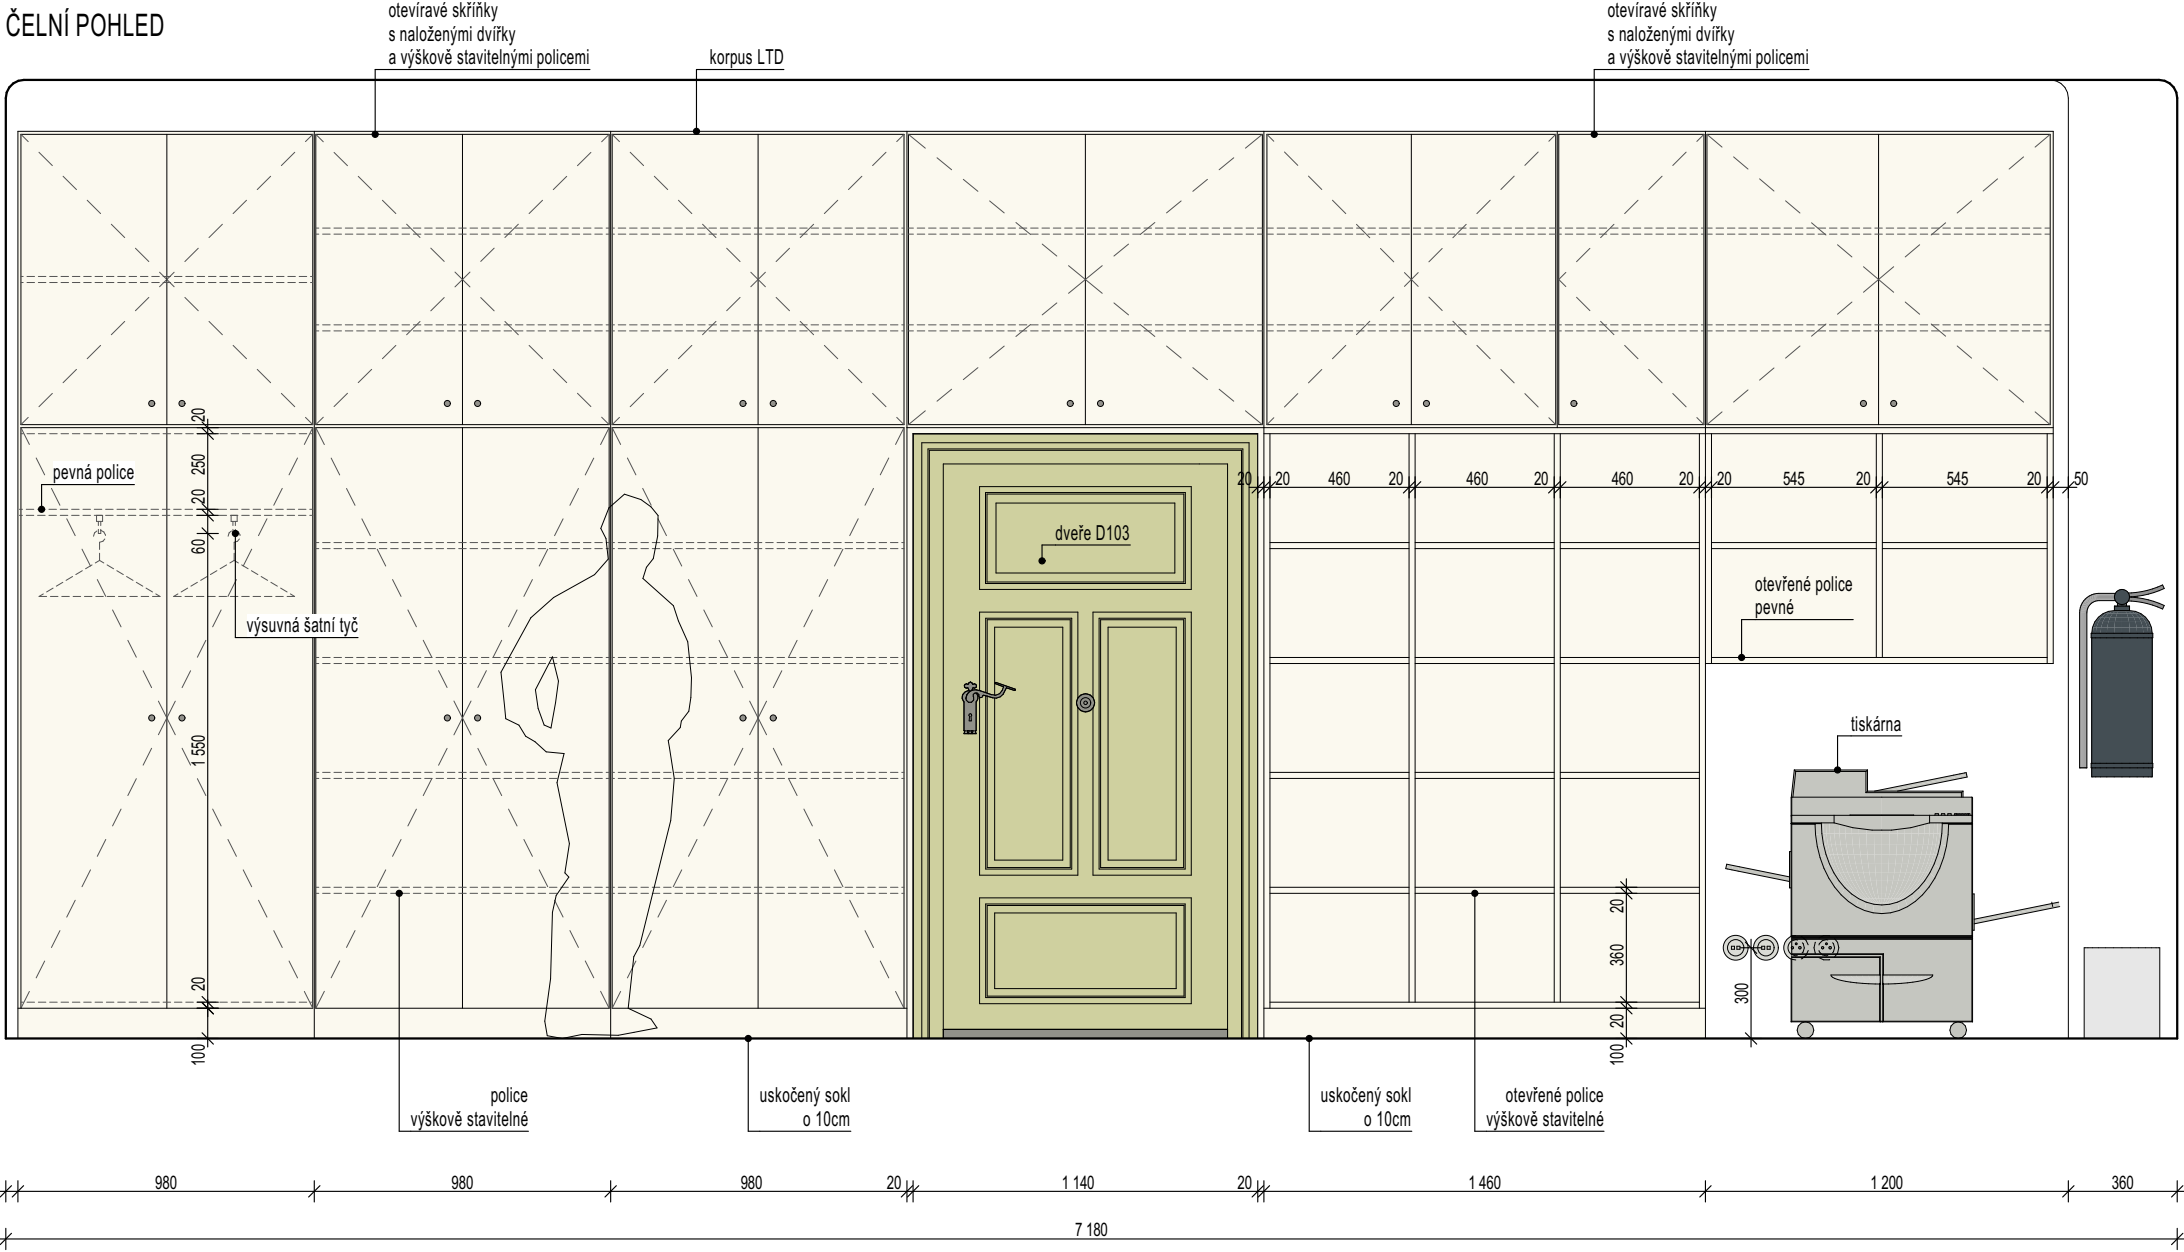 ČELNÍ POHLED
otevíravé skříňky
s naloženými dvířky
a výškově stavitelnými policemi
korpus LTD
otevíravé skříňky
s naloženými dvířky
a výškově stavitelnými policemi
20
250
20
60
1 550
20
100
pevná police
výsuvná šatní tyč
dveře D103
20 20 460 20 460 20 460 20 20 545 20 545 20 50
otevřené police
pevné
tiskárna
20
360
20
100
300
police
výškově stavitelné
uskočený sokl
o 10cm
uskočený sokl
o 10cm
otevřené police
výškově stavitelné
980 980 980 20 1 140 20 1 460 1 200 360
7 180